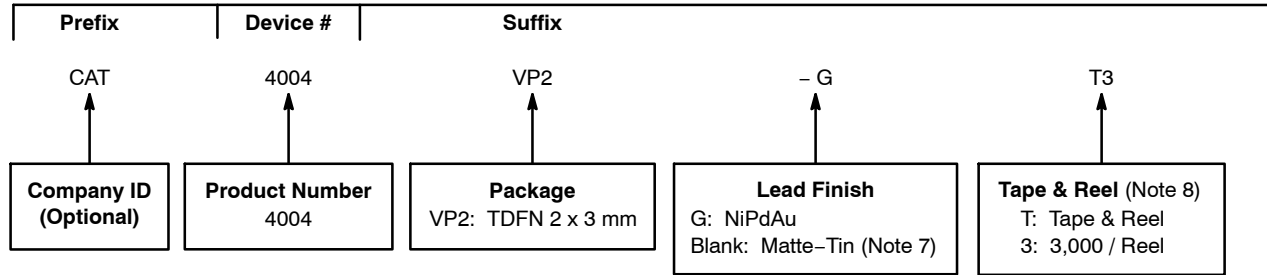 Prefix Device # Suffix
CAT 4004 VP2 – G T3
Company ID
(Optional)
Product Number
4004
Package
VP2: TDFN 2 x 3 mm
Lead Finish
G: NiPdAu
Blank: Matte−Tin (Note 7)
Tape & Reel (Note 8)
T: Tape & Reel
3: 3,000 / Reel